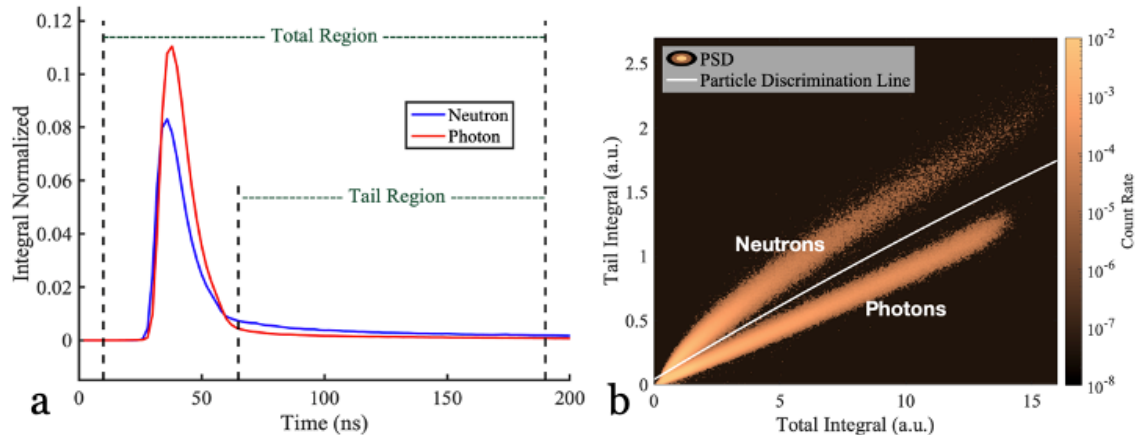 Total Region
Tail Region
Neutron
Photon
0.12
0.1
0.08
0.06
0.04
0.02
0
Integral Normalized
0
50
100
150
200
Time (ns)
a
PSD
Particle Discrimination Line
Neutrons
Photons
2.5
2
1.5
1
0.5
0
Tail Integral (a.u.)
0
5
10
15
Total Integral (a.u.)
10-2
10-3
10-4
10-5
10-6
10-7
10-8
Count Rate
b